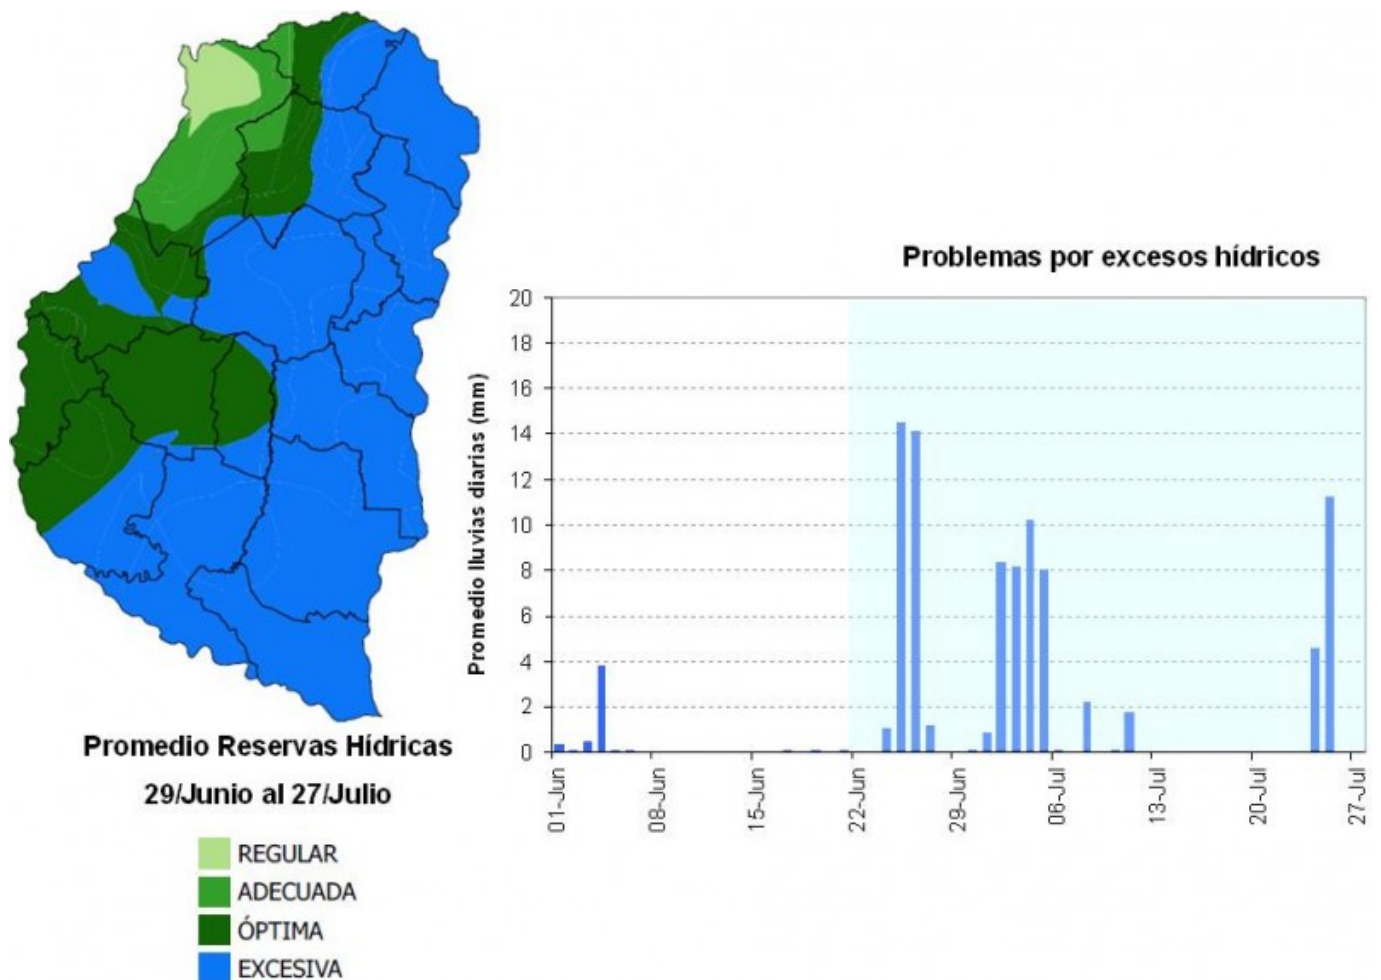 Promedio Reservas Hídricas
29/Junio al 27/Julio
REGULAR
ADECUADA
ÓPTIMA
EXCESIVA
Problemas por excesos hídricos
Promedio lluvias diarias (mm)
20
18
16
14
12
10
8
6
4
2
0
01-Jun
08-Jun
15-Jun
22-Jun
29-Jun
06-Jul
13-Jul
20-Jul
27-Jul